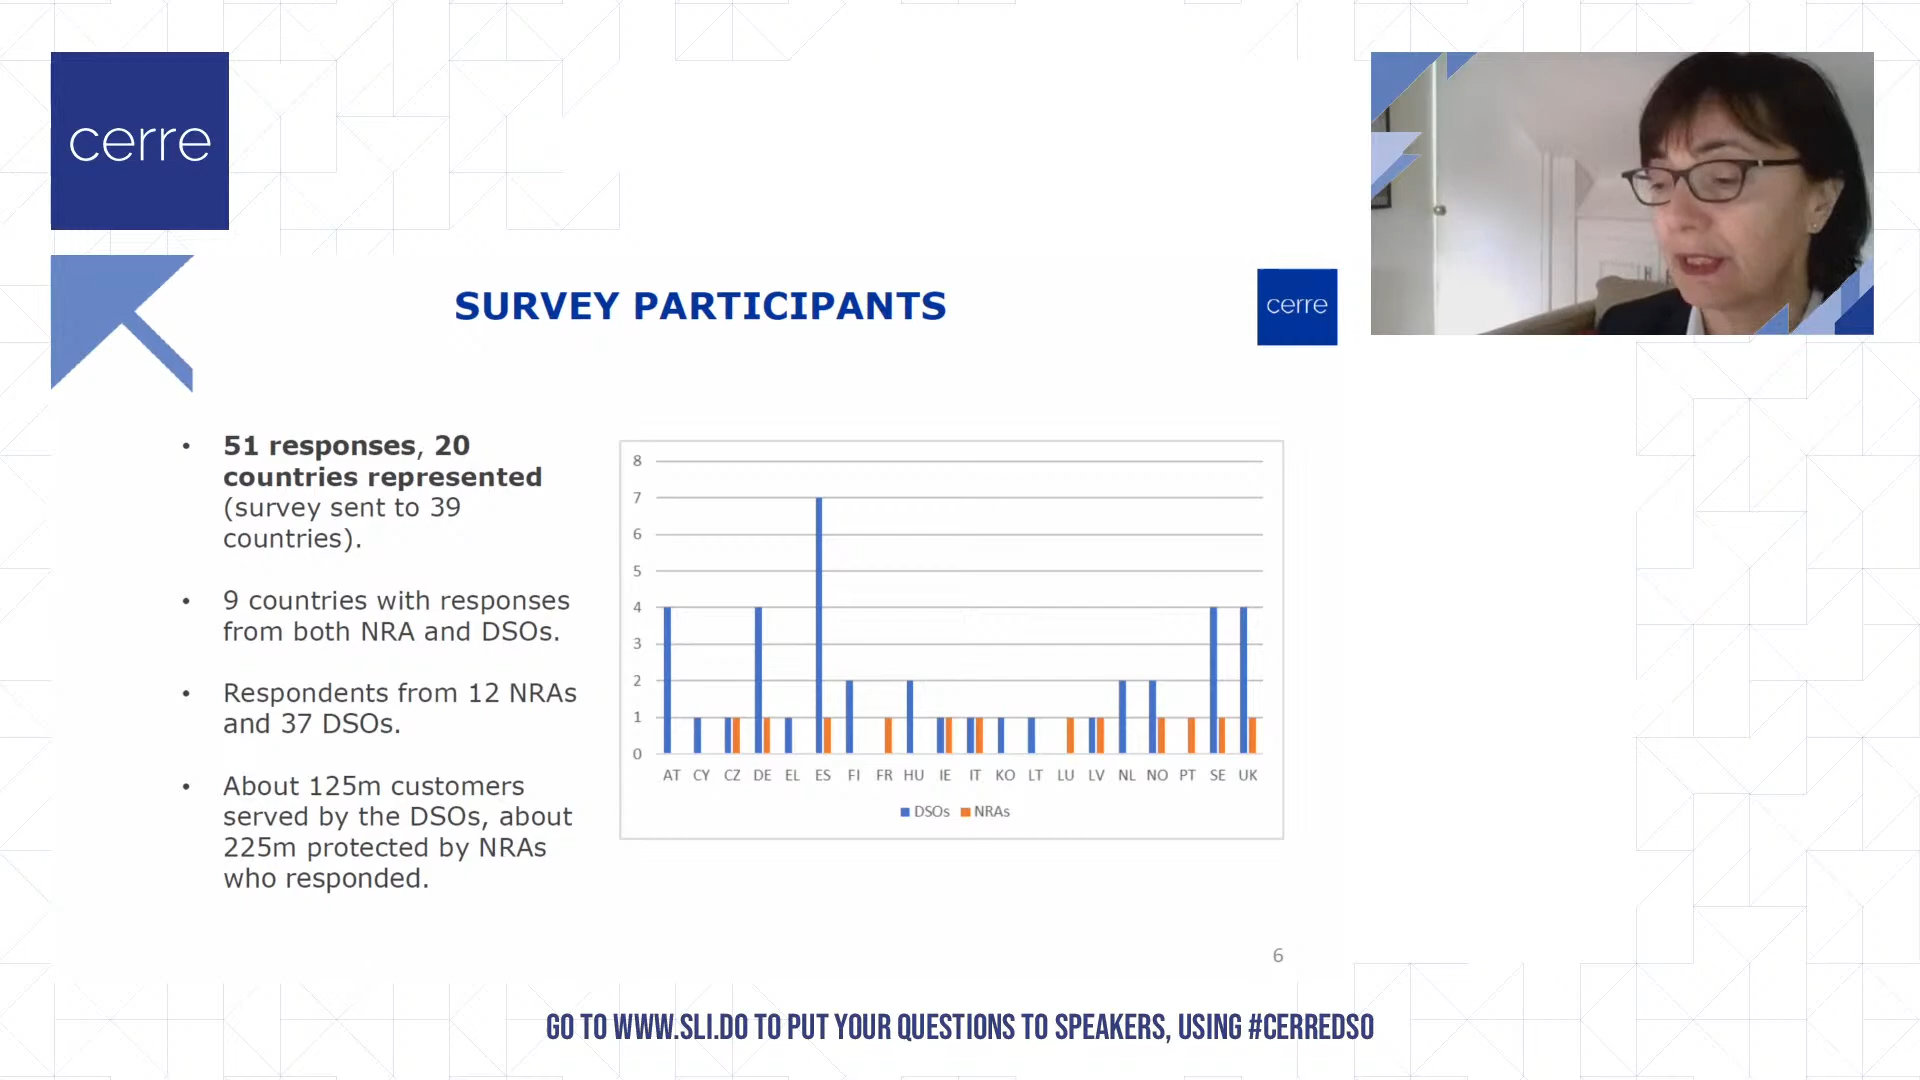 cerre
SURVEY PARTICIPANTS
cerre
• 51 responses, 20
countries represented
(survey sent to 39
countries).
• 9 countries with responses
from both NRA and DSOs.
• Respondents from 12 NRAs
and 37 DSOs.
• About 125m customers
served by the DSOs, about
225m protected by NRAs
who responded.
8
7
6
5
4
3
2
1
0
AT CY CZ DE EL ES FI FR HU IE IT KO LT LU LV NL NO PT SE UK
DSOs NRAs
6
GO TO WWW.SLI.DO TO PUT YOUR QUESTIONS TO SPEAKERS, USING #CERREDSO